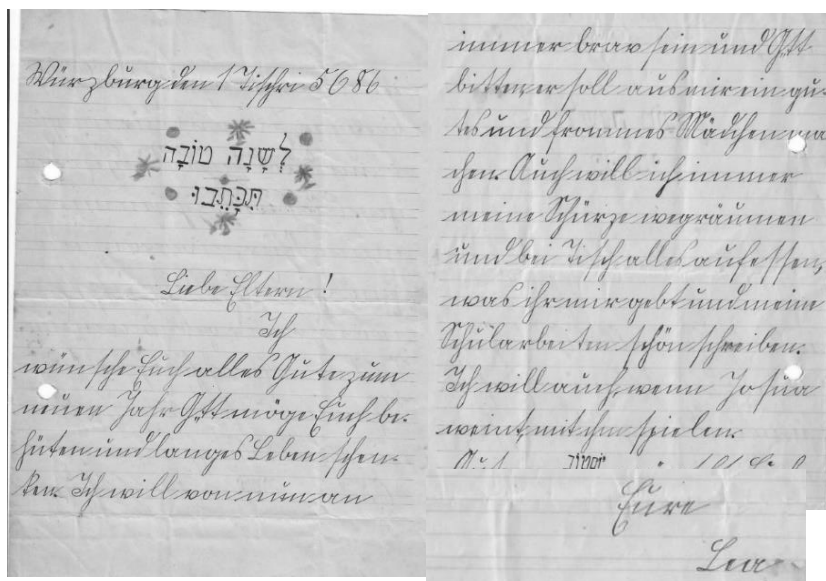 Würzburg den 1 Tischri 5686
לְשָׁנָה טוֹבָה
תִּכָּתֵבוּ
Liebe Eltern!
Ich
wünsche Euch alles Gute zum
neuen Jahr Gtt möge Euch be-
hüten und langes Leben schen-
ken. Ich will von nun an
immer brav sein und Gtt
bitten er soll aus mir ein gu-
tes und frommes Mädchen ma
chen. Auch will ich immer
meine Schürze wegräumen
und bei Tisch alles aufessen,
was ihr mir gebt und meine
Schularbeiten schön schreiben.
Ich will auch, wenn Josua
weint, mit ihm spielen.
יומטוב
Eure
Lea